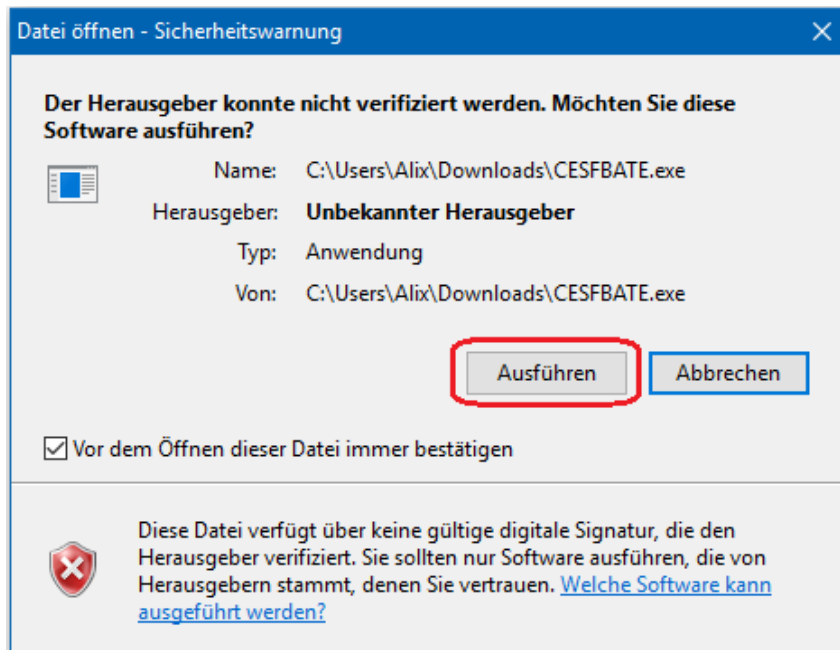 Datei öffnen - Sicherheitswarnung
Der Herausgeber konnte nicht verifiziert werden. Möchten Sie diese
Software ausführen?
Name: C:\Users\Alix\Downloads\CESFBATE.exe
Herausgeber: Unbekannter Herausgeber
Typ: Anwendung
Von: C:\Users\Alix\Downloads\CESFBATE.exe
Ausführen Abbrechen
Vor dem Öffnen dieser Datei immer bestätigen
Diese Datei verfügt über keine gültige digitale Signatur, die den
Herausgeber verifiziert. Sie sollten nur Software ausführen, die von
Herausgebern stammt, denen Sie vertrauen. Welche Software kann
ausgeführt werden?